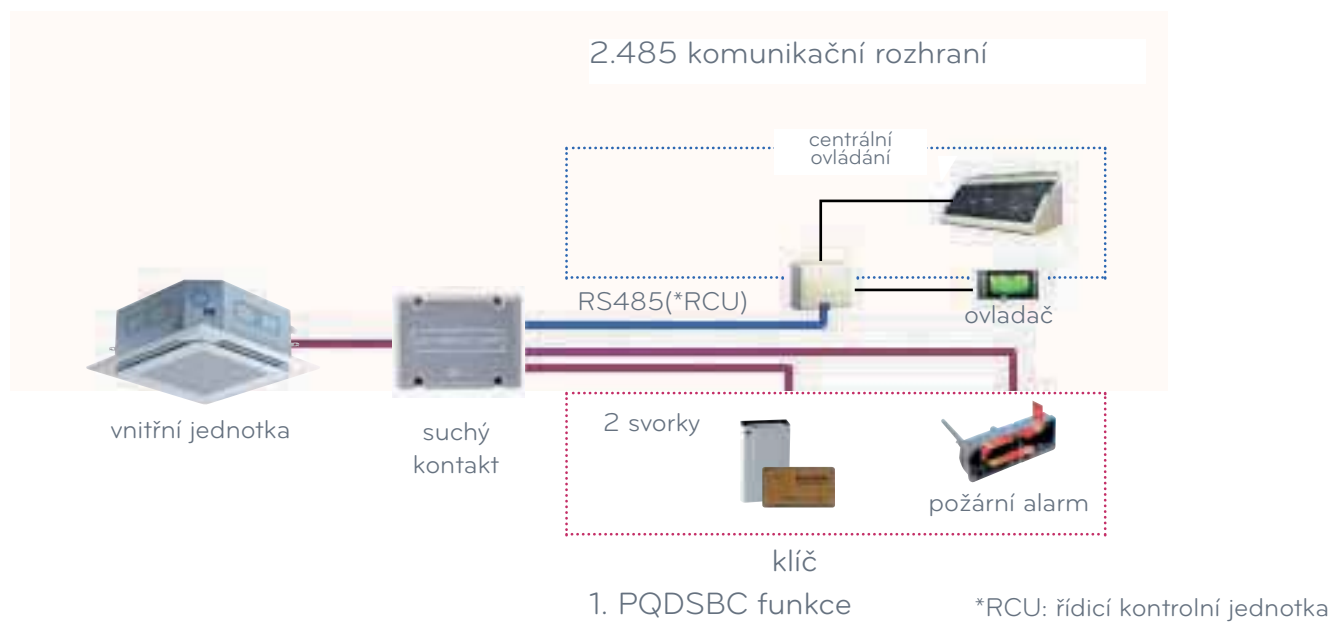 2.485 komunikační rozhraní
centrální
ovládání
RS485(*RCU)
ovladač
vnitřní jednotka
suchý
kontakt
2 svorky
požární alarm
klíč
1. PQDSBC funkce
*RCU: řídicí kontrolní jednotka